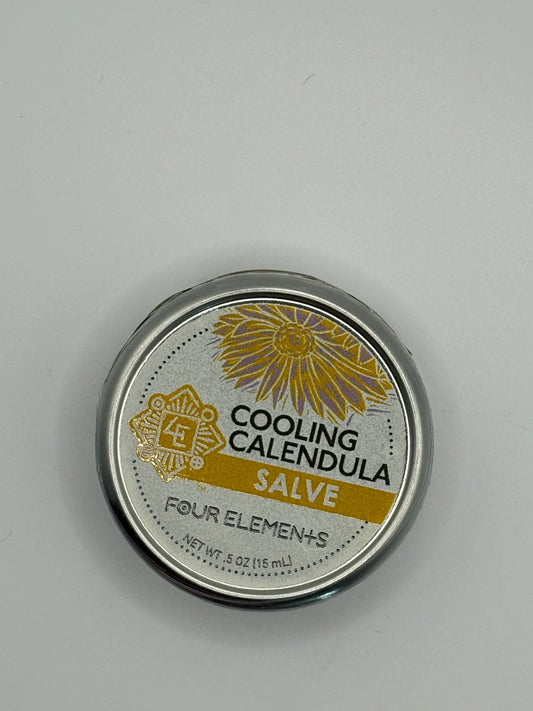 COOLING
CALENDULA
SALVE
4E
FOUR ELEMENTS
NET WT .5 OZ (15 mL)